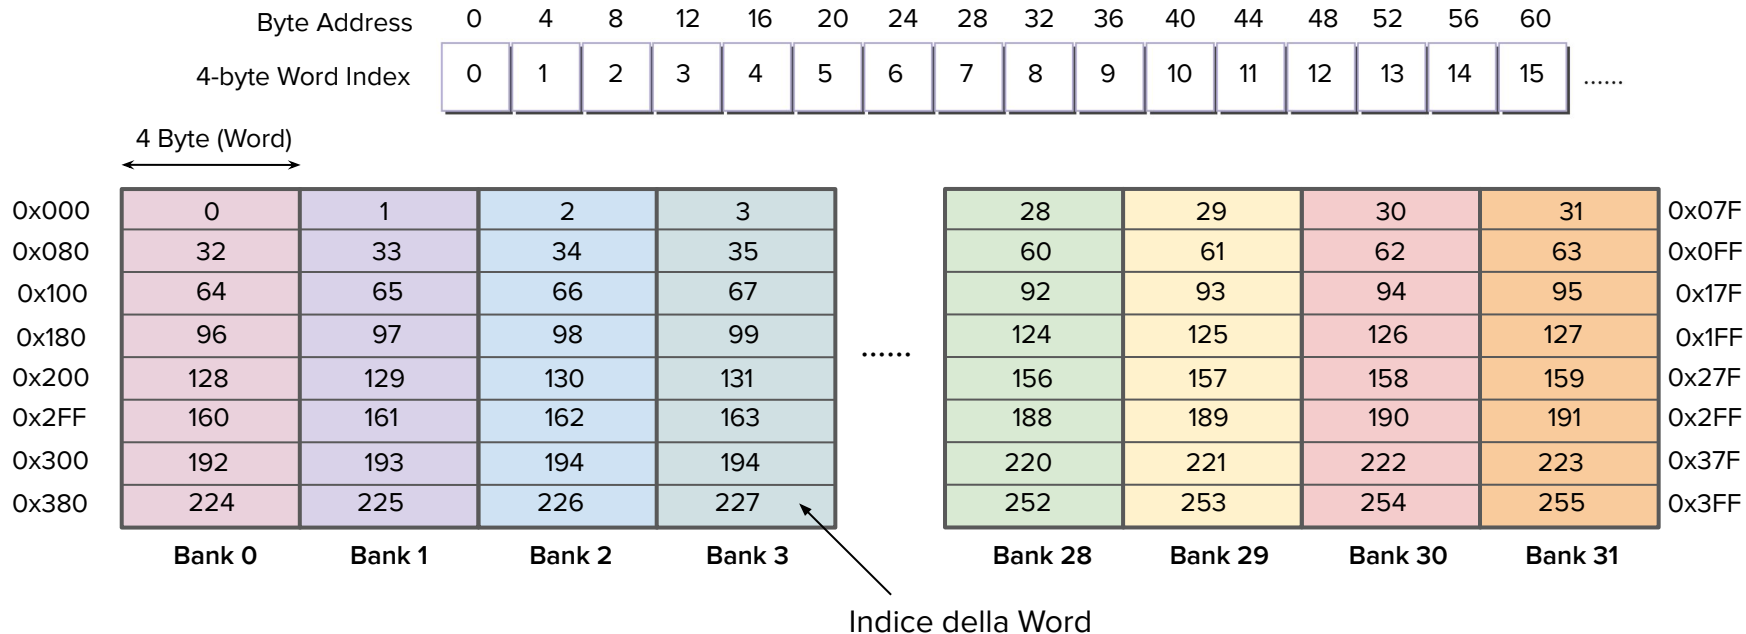 Byte Address 0 4 8 12 16 20 24 28 32 36 40 44 48 52 56 60
4-byte Word Index 0 1 2 3 4 5 6 7 8 9 10 11 12 13 14 15 ......
4 Byte (Word)
0x000 0 1 2 3 28 29 30 31 0x07F
0x080 32 33 34 35 60 61 62 63 0x0FF
0x100 64 65 66 67 92 93 94 95 0x17F
0x180 96 97 98 99 ...... 124 125 126 127 0x1FF
0x200 128 129 130 131 156 157 158 159 0x27F
0x2FF 160 161 162 163 188 189 190 191 0x2FF
0x300 192 193 194 194 220 221 222 223 0x37F
0x380 224 225 226 227 252 253 254 255 0x3FF
Bank 0 Bank 1 Bank 2 Bank 3 Bank 28 Bank 29 Bank 30 Bank 31
Indice della Word